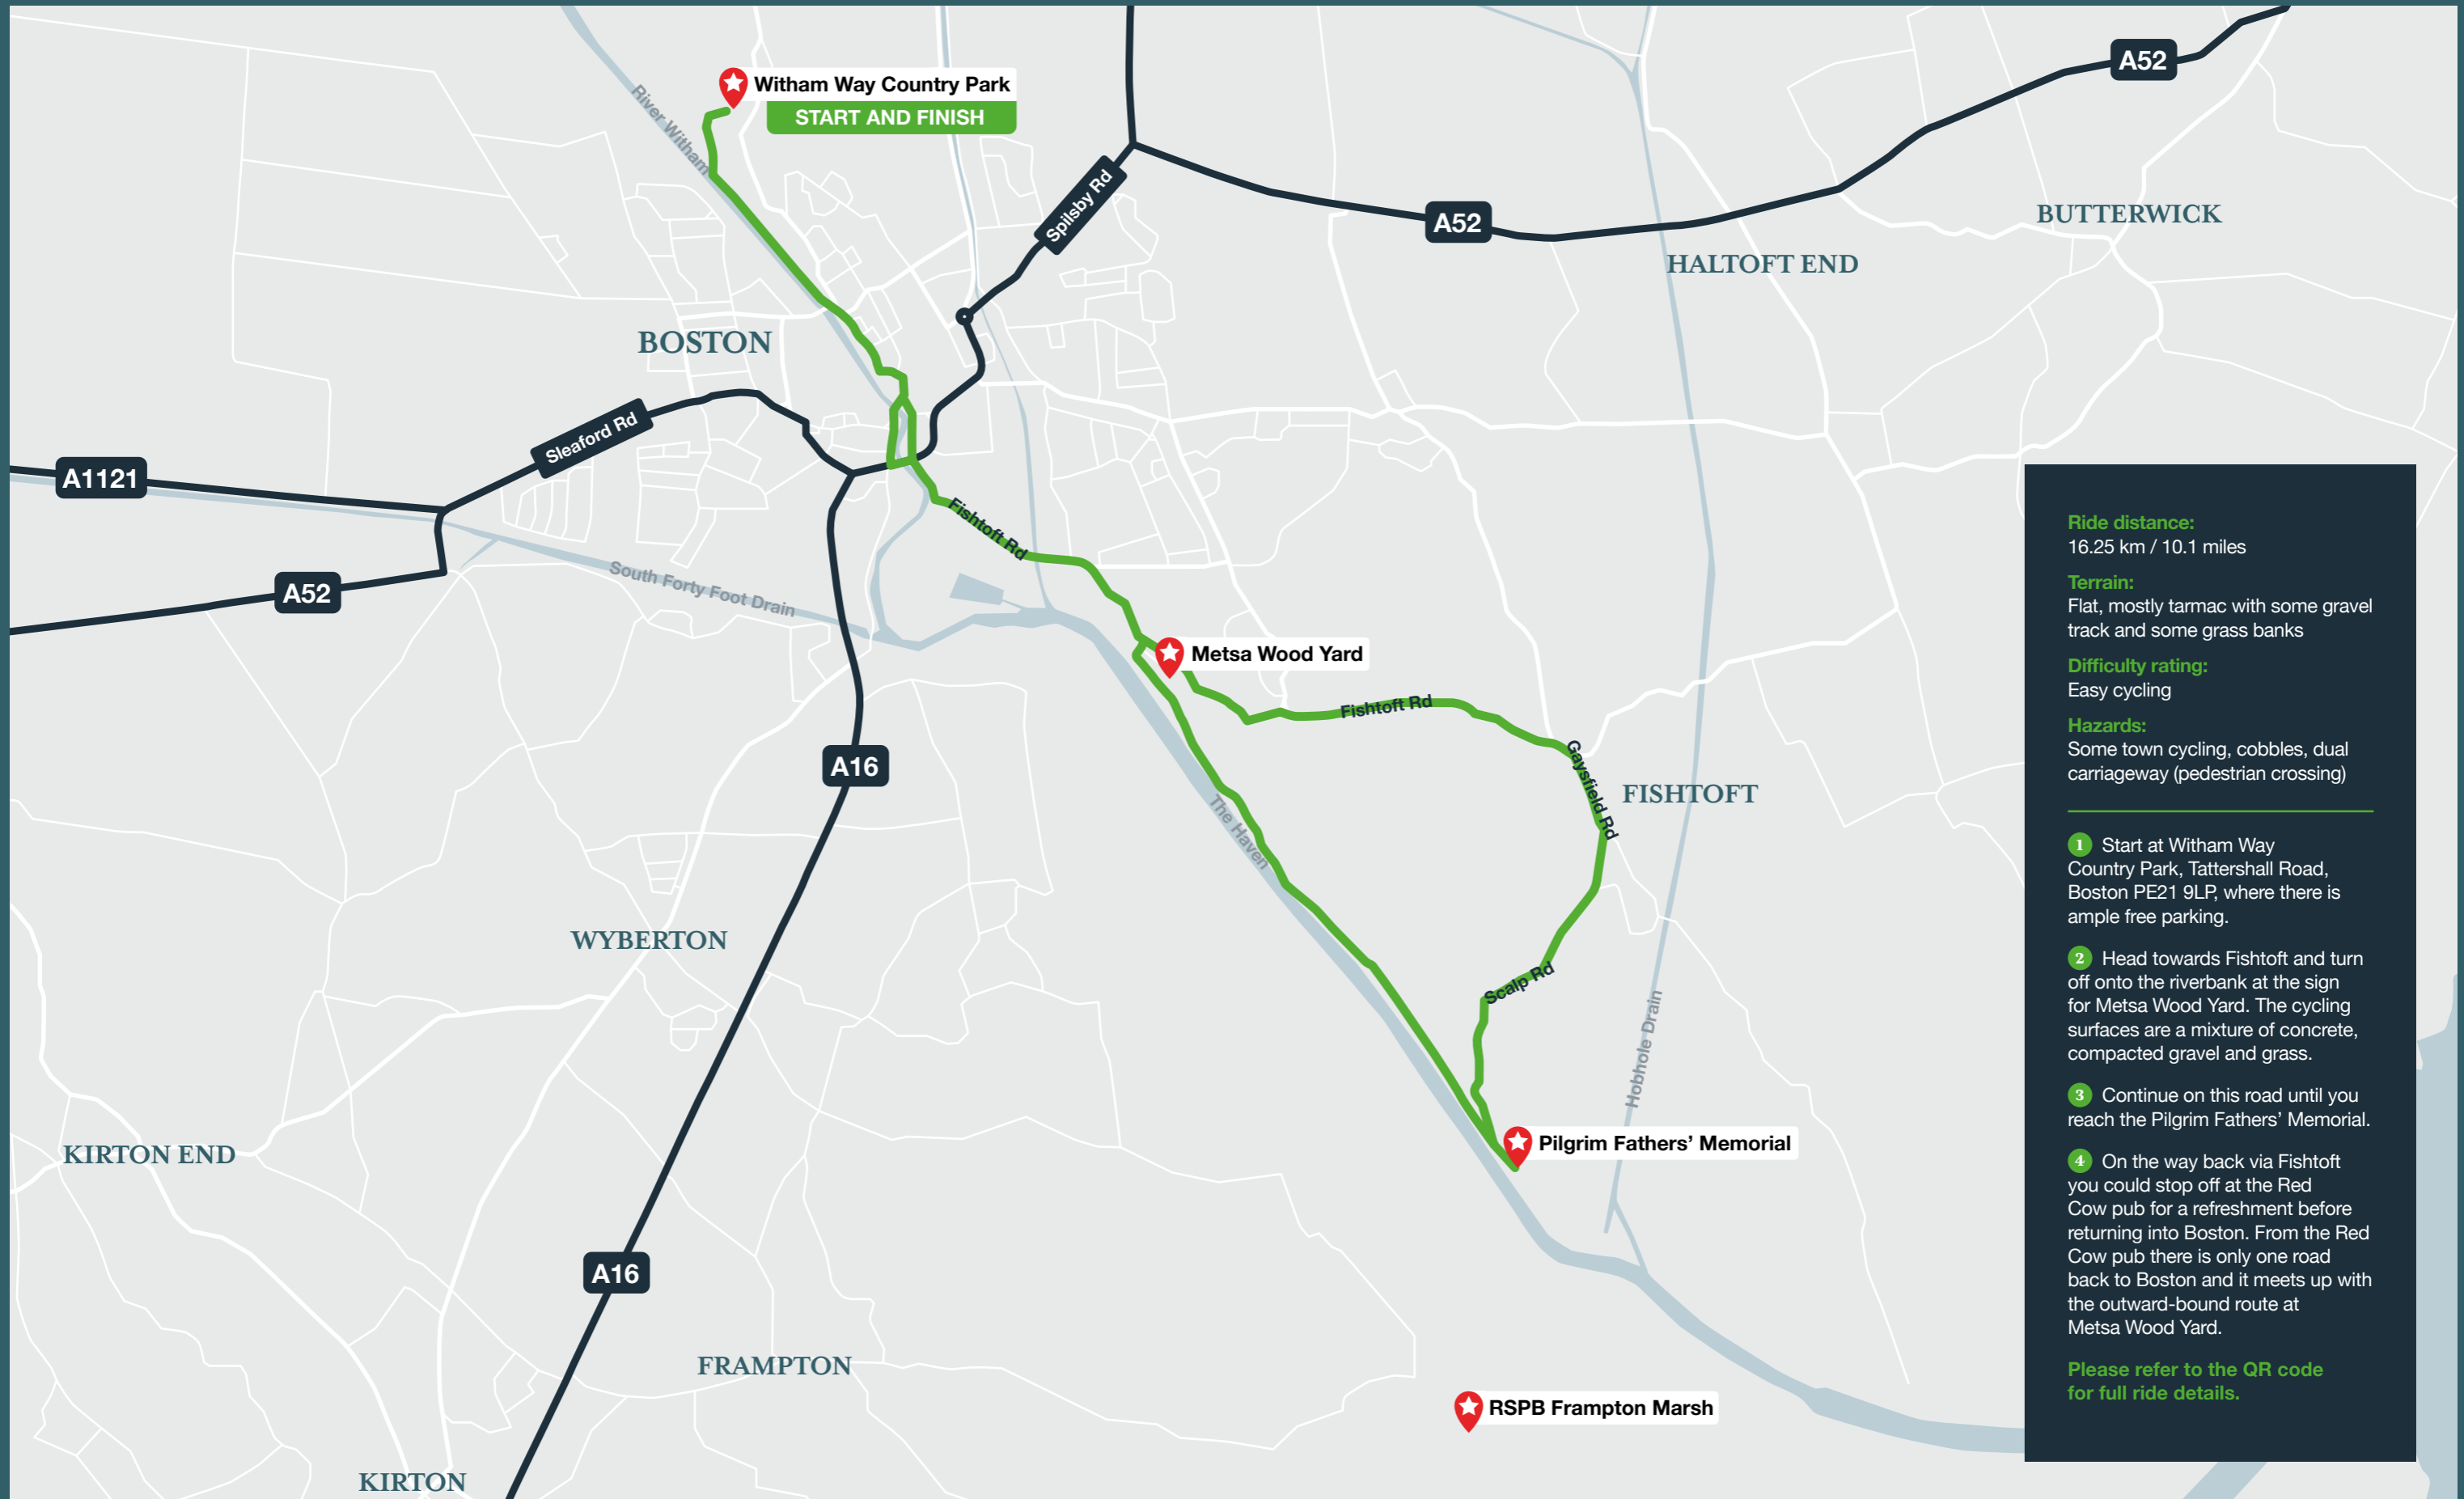 Witham Way Country Park
START AND FINISH
River Witham
A52
Spilsby Rd
A52
BUTTERWICK
HALTOFT END
BOSTON
Sleaford Rd
A1121
Fishtoft Rd
A52
South Forty Foot Drain
Metsa Wood Yard
Fishtoft Rd
A16
Gaysfield Rd
FISHTOFT
The Haven
WYBERTON
Scalp Rd
Hobhole Drain
KIRTON END
Pilgrim Fathers’ Memorial
A16
FRAMPTON
RSPB Frampton Marsh
KIRTON
Ride distance:
16.25 km / 10.1 miles
Terrain:
Flat, mostly tarmac with some gravel
track and some grass banks
Difficulty rating:
Easy cycling
Hazards:
Some town cycling, cobbles, dual
carriageway (pedestrian crossing)
1 Start at Witham Way
Country Park, Tattershall Road,
Boston PE21 9LP, where there is
ample free parking.
2 Head towards Fishtoft and turn
off onto the riverbank at the sign
for Metsa Wood Yard. The cycling
surfaces are a mixture of concrete,
compacted gravel and grass.
3 Continue on this road until you
reach the Pilgrim Fathers’ Memorial.
4 On the way back via Fishtoft
you could stop off at the Red
Cow pub for a refreshment before
returning into Boston. From the Red
Cow pub there is only one road
back to Boston and it meets up with
the outward-bound route at
Metsa Wood Yard.
Please refer to the QR code
for full ride details.